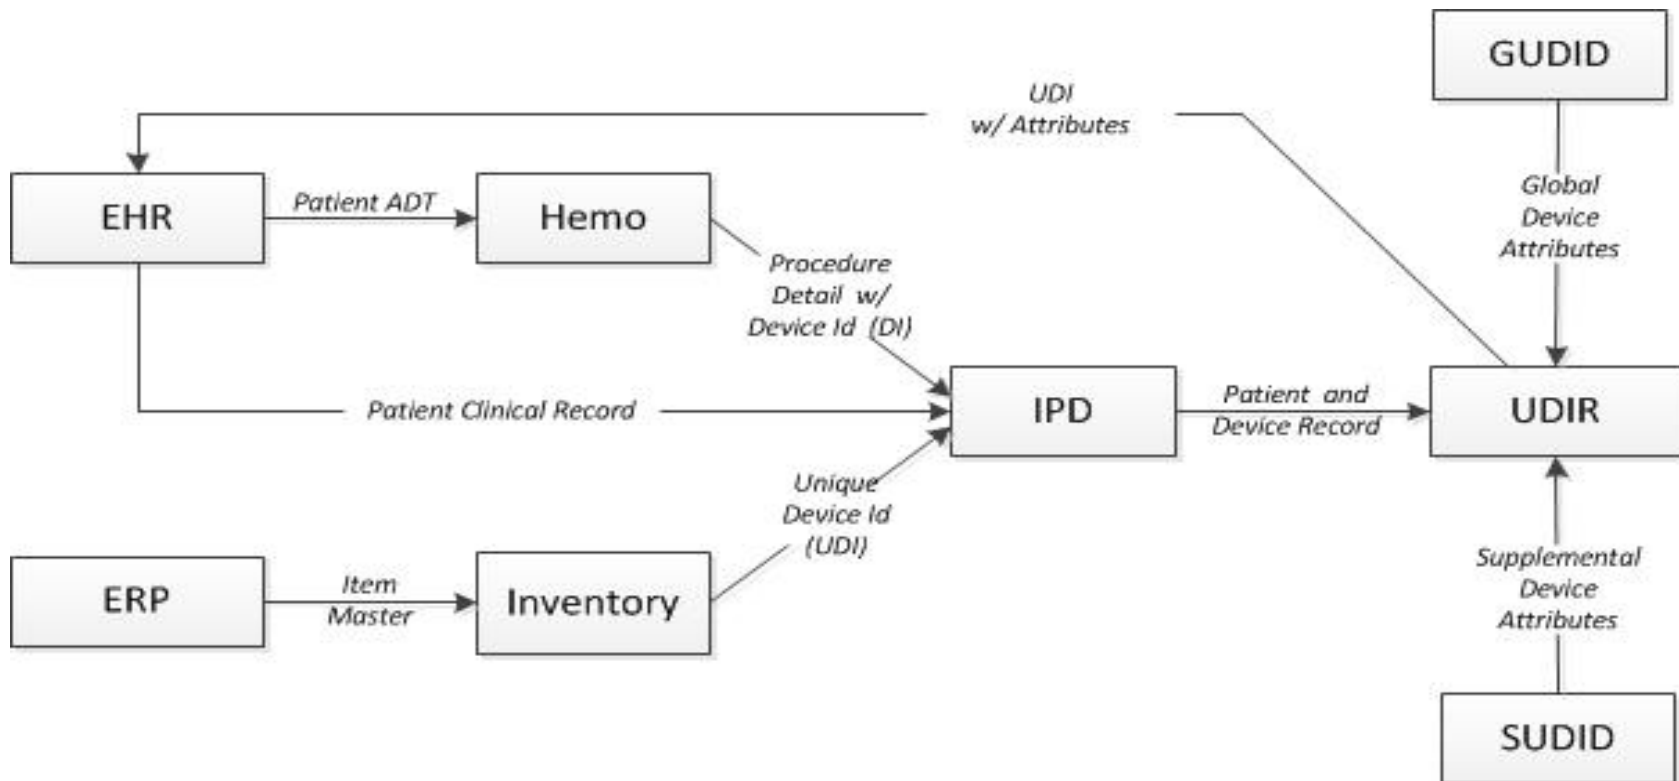 GUDID
UDI
w/ Attributes
EHR
Patient ADT
Hemo
Global
Device
Attributes
Procedure
Detail w/
Device Id (DI)
Patient Clinical Record
IPD
Patient and
Device Record
UDIR
Unique
Device Id
(UDI)
ERP
Item
Master
Inventory
Supplemental
Device
Attributes
SUDID